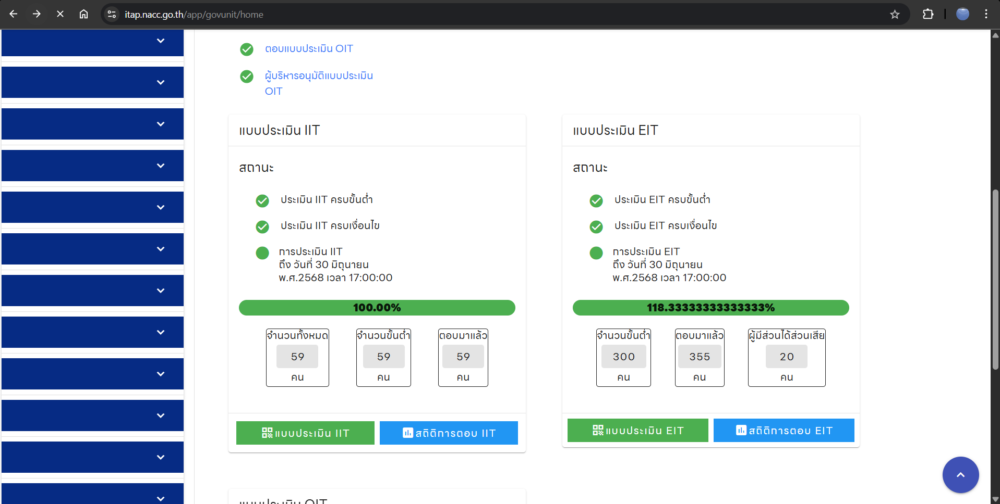 itap.nacc.go.th/app/govunit/home
ตอบแบบประเมิน OIT
ผู้บริหารอนุมัติแบบประเมิน
OIT
แบบประเมิน IIT
สถานะ
ประเมิน IIT ครบขั้นต่ำ
ประเมิน IIT ครบเงื่อนไข
การประเมิน IIT
ถึง วันที่ 30 มิถุนายน
พ.ศ.2568 เวลา 17:00:00
100.00%
จำนวนทั้งหมด
59
คน
จำนวนขั้นต่ำ
59
คน
ตอบมาแล้ว
59
คน
แบบประเมิน IIT
สถิติการตอบ IIT
แบบประเมิน EIT
สถานะ
ประเมิน EIT ครบขั้นต่ำ
ประเมิน EIT ครบเงื่อนไข
การประเมิน EIT
ถึง วันที่ 30 มิถุนายน
พ.ศ.2568 เวลา 17:00:00
118.33333333333333%
จำนวนขั้นต่ำ
300
คน
ตอบมาแล้ว
355
คน
ผู้มีส่วนได้ส่วนเสีย
20
คน
แบบประเมิน EIT
สถิติการตอบ EIT
แบบประเมิน OIT